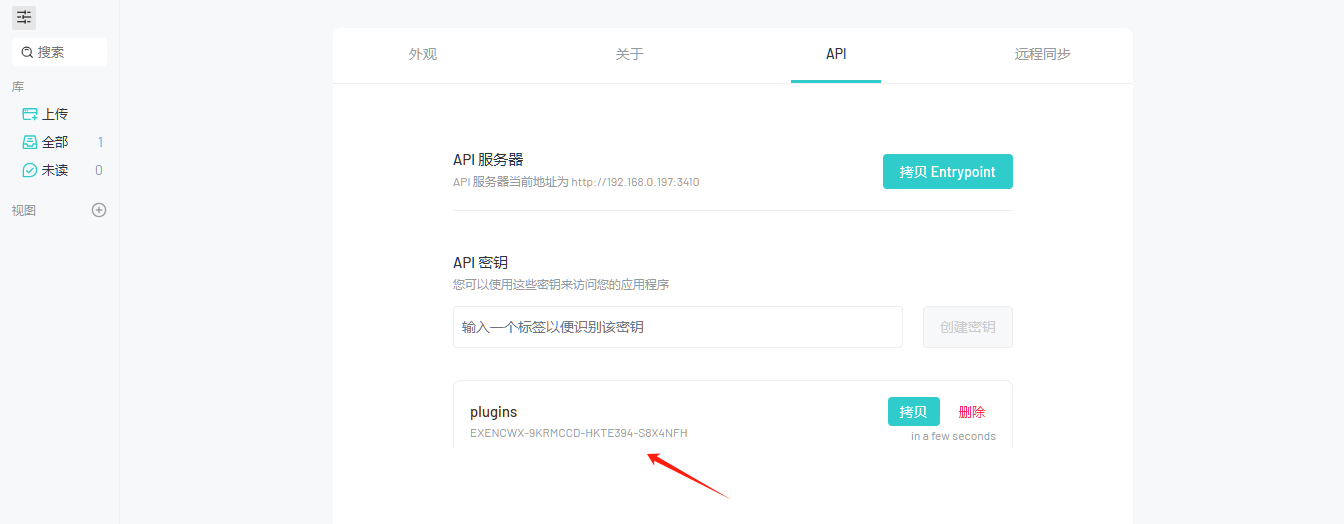 搜索
库
上传
全部 1
未读 0
视图
外观 关于 API 远程同步
API 服务器
API 服务器当前地址为 http://192.168.0.197:3410
拷贝 Entrypoint
API 密钥
您可以使用这些密钥来访问您的应用程序
输入一个标签以便识别该密钥
创建密钥
plugins
EXENCWX-9KRMCCD-HKTE394-S8X4NFH
拷贝 删除
in a few seconds